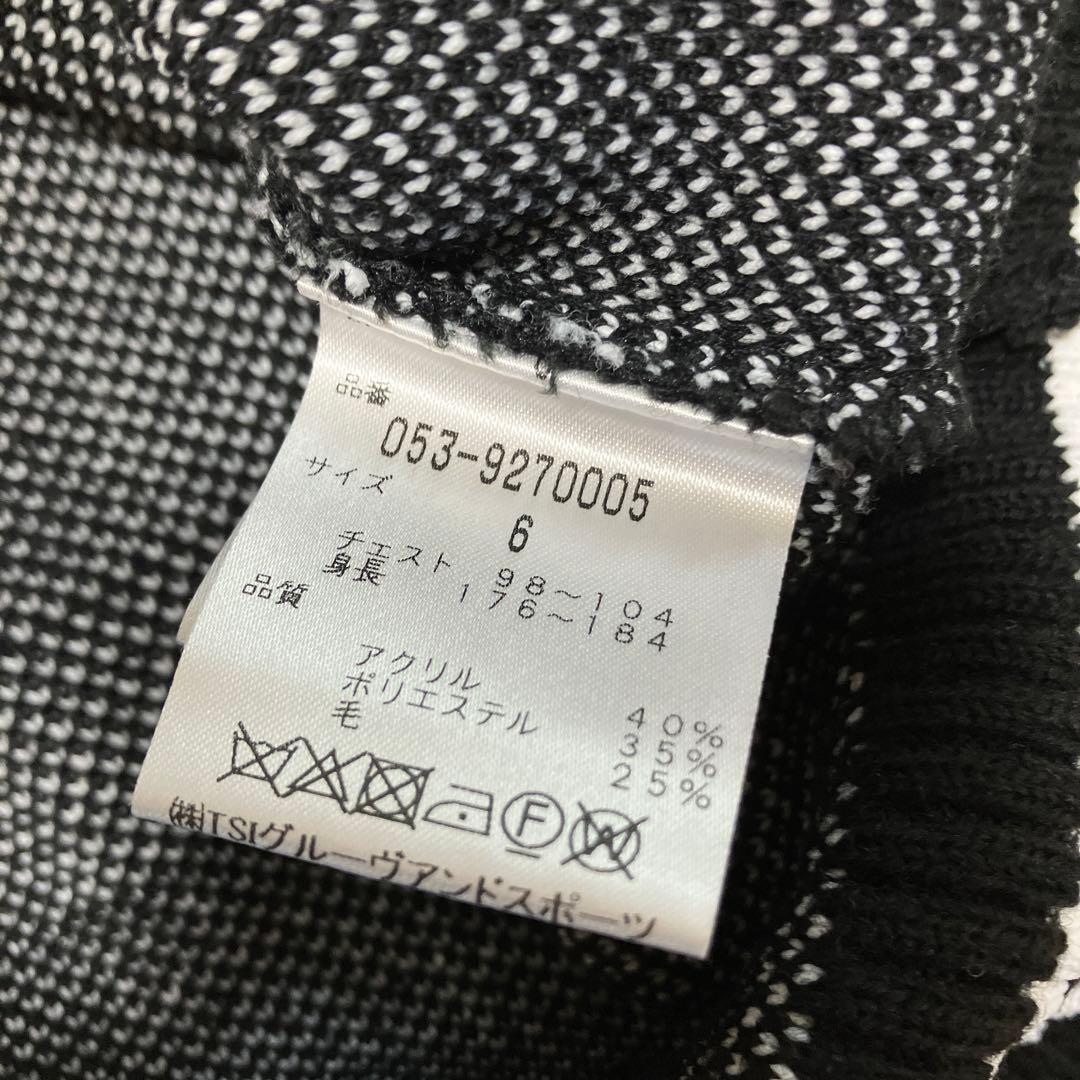 品番
053-9270005
サイズ
6
チェスト 98～104
身長 176～184
品質
アクリル 40%
ポリエステル 35%
毛 25%
F W
㈱TSIグルーヴアンドスポーツ